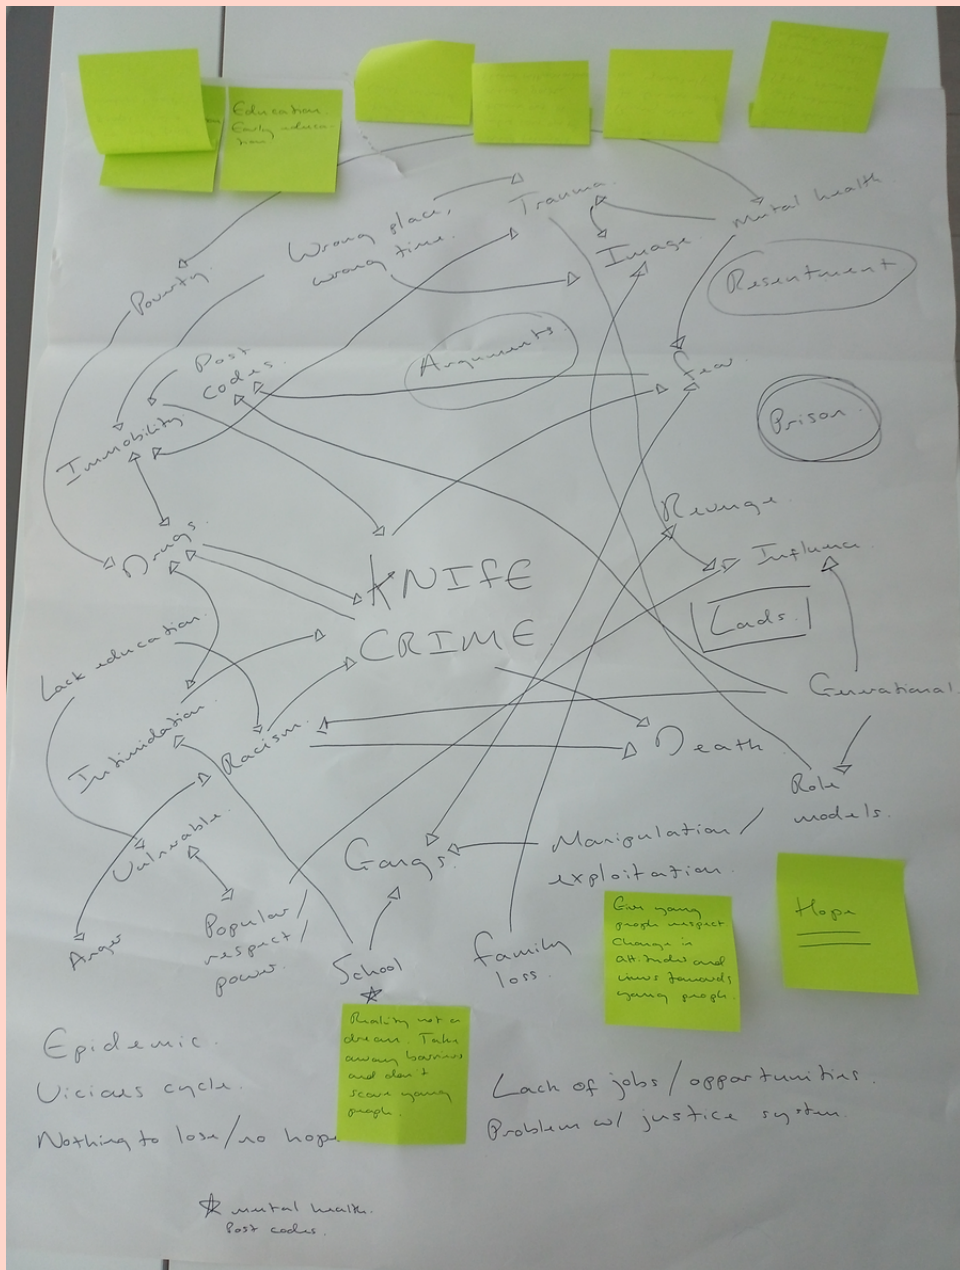 Education.
Early educa-
tion
Trauma.
Mental health.
Wrong place,
wrong time.
Image.
Poverty.
Resentment
Arguments.
Post
codes.
Fear.
Prison.
Immobility.
Revenge.
Drugs.
Influence.
KNIFE
CRIME
Lads.
Lack education.
Generational.
Intimidation.
Racism.
Death.
Role
models.
Vulnerable.
Gangs.
Manipulation/
exploitation.
Anger
Popular/
respect/
power.
School
Family
loss.
Give young
people respect
Change in
attitudes and
views towards
young people.
Hope
Reality not a
dream. Take
away barriers
and don't
scare young
people.
Epidemic.
Vicious cycle.
Nothing to lose/no hope
Lack of jobs/opportunities.
Problem w/ justice system.
mental health.
Post codes.